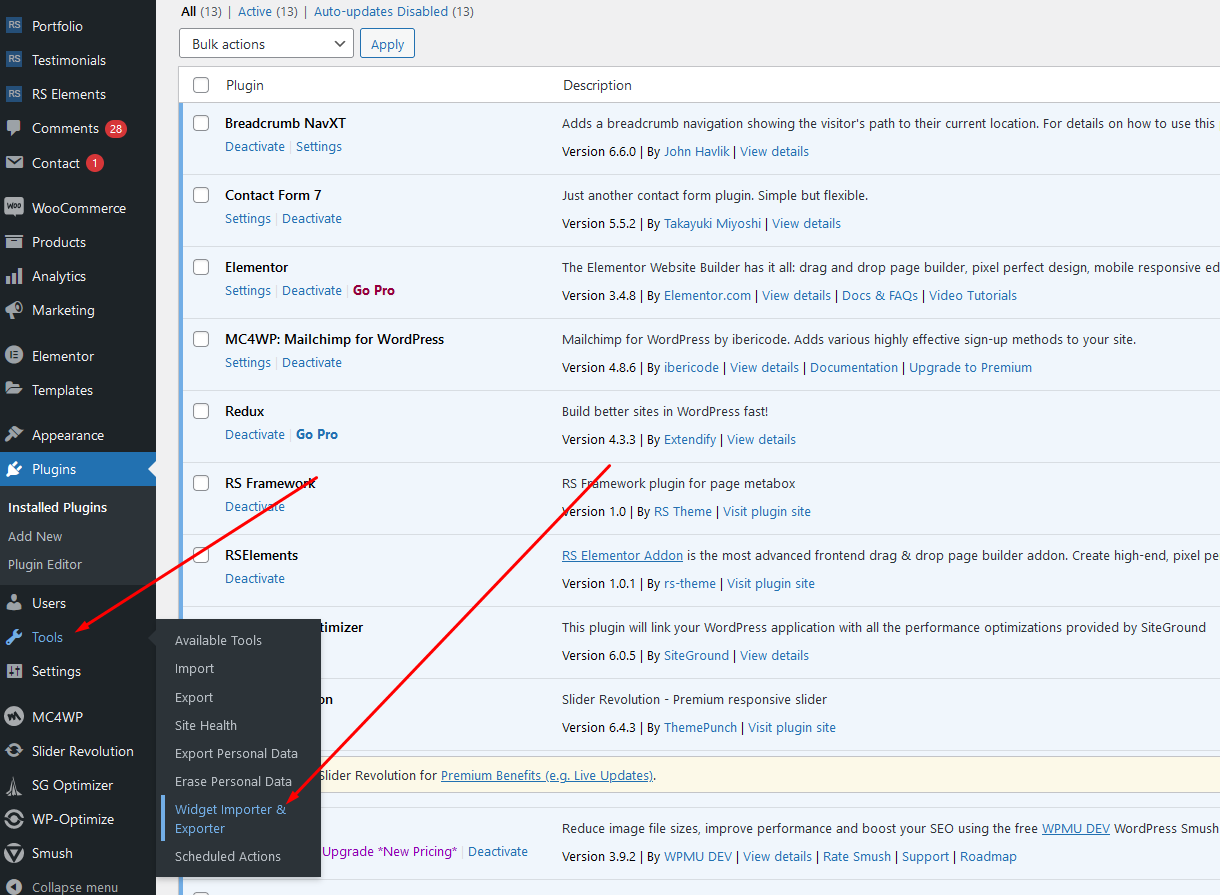 RS Portfolio
RS Testimonials
RS RS Elements
Comments 28
Contact 1
WOO WooCommerce
Products
Analytics
Marketing
Elementor
Templates
Appearance
Plugins
Installed Plugins
Add New
Plugin Editor
Users
Tools
Settings
MC4WP
Slider Revolution
SG Optimizer
WP-Optimize
Smush
Collapse menu
Available Tools
Import
Export
Site Health
Export Personal Data
Erase Personal Data
Widget Importer &
Exporter
Scheduled Actions
All (13) | Active (13) | Auto-updates Disabled (13)
Bulk actions Apply
Plugin Description
Breadcrumb NavXT
Deactivate | Settings
Adds a breadcrumb navigation showing the visitor's path to their current location. For details on how to use this
Version 6.6.0 | By John Havlik | View details
Contact Form 7
Settings | Deactivate
Just another contact form plugin. Simple but flexible.
Version 5.5.2 | By Takayuki Miyoshi | View details
Elementor
Settings | Deactivate | Go Pro
The Elementor Website Builder has it all: drag and drop page builder, pixel perfect design, mobile responsive ed
Version 3.4.8 | By Elementor.com | View details | Docs & FAQs | Video Tutorials
MC4WP: Mailchimp for WordPress
Settings | Deactivate
Mailchimp for WordPress by ibericode. Adds various highly effective sign-up methods to your site.
Version 4.8.6 | By ibericode | View details | Documentation | Upgrade to Premium
Redux
Deactivate | Go Pro
Build better sites in WordPress fast!
Version 4.3.3 | By Extendify | View details
RS Framework
Deactivate
RS Framework plugin for page metabox
Version 1.0 | By RS Theme | Visit plugin site
RSElements
Deactivate
RS Elementor Addon is the most advanced frontend drag & drop page builder addon. Create high-end, pixel pe
Version 1.0.1 | By rs-theme | Visit plugin site
timizer
This plugin will link your WordPress application with all the performance optimizations provided by SiteGround
Version 6.0.5 | By SiteGround | View details
on
Slider Revolution - Premium responsive slider
Version 6.4.3 | By ThemePunch | Visit plugin site
Slider Revolution for Premium Benefits (e.g. Live Updates).
Upgrade *New Pricing* | Deactivate
Reduce image file sizes, improve performance and boost your SEO using the free WPMU DEV WordPress Smush
Version 3.9.2 | By WPMU DEV | View details | Rate Smush | Support | Roadmap